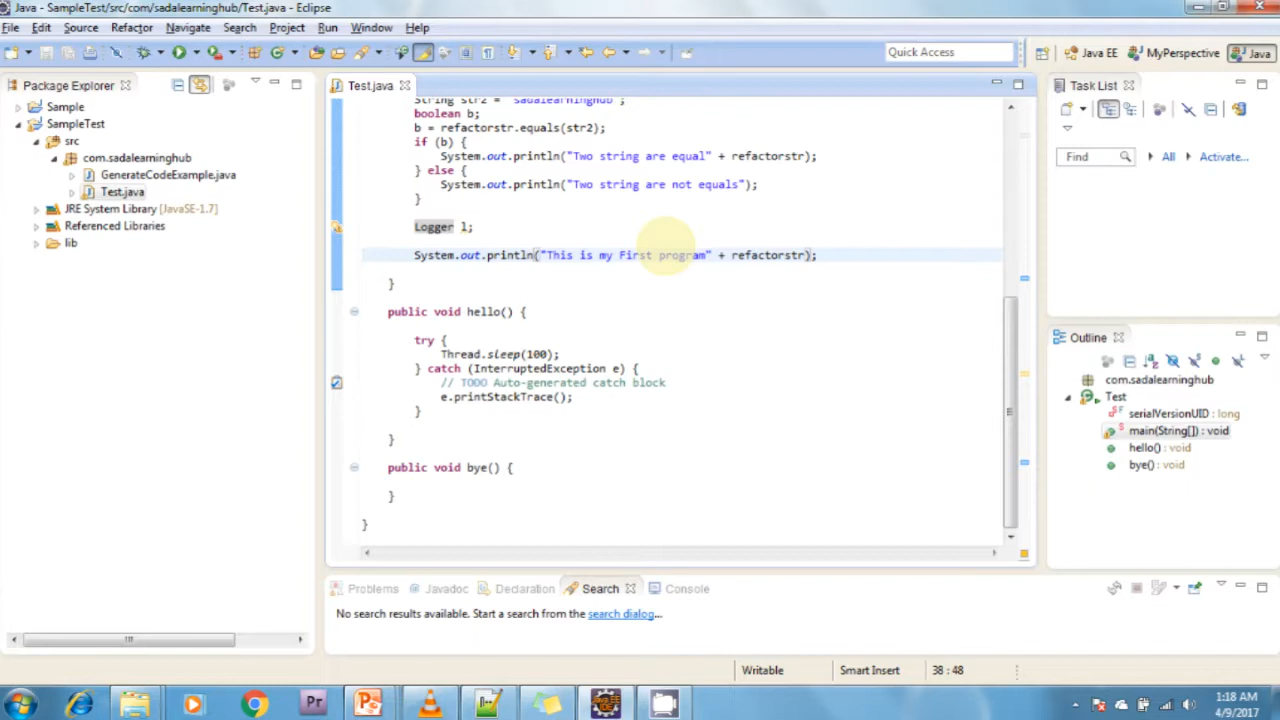 Java - SampleTest/src/com/sadalearninghub/Test.java - Eclipse
File Edit Source Refactor Navigate Search Project Run Window Help
Quick Access
Java EE
MyPerspective
Java
Package Explorer
Sample
SampleTest
src
com.sadalearninghub
GenerateCodeExample.java
Test.java
JRE System Library [JavaSE-1.7]
Referenced Libraries
lib
Test.java
String str2 = "sadalearninghub";
boolean b;
b = refactorstr.equals(str2);
if (b) {
System.out.println("Two string are equal" + refactorstr);
} else {
System.out.println("Two string are not equals");
}
Logger l;
System.out.println("This is my First program" + refactorstr);
}
public void hello() {
try {
Thread.sleep(100);
} catch (InterruptedException e) {
// TODO Auto-generated catch block
e.printStackTrace();
}
}
public void bye() {
}
}
Task List
Find
All
Activate...
Outline
com.sadalearninghub
Test
serialVersionUID : long
main(String[]) : void
hello() : void
bye() : void
Problems
Javadoc
Declaration
Search
Console
No search results available. Start a search from the search dialog...
Writable
Smart Insert
38 : 48
1:18 AM
4/9/2017